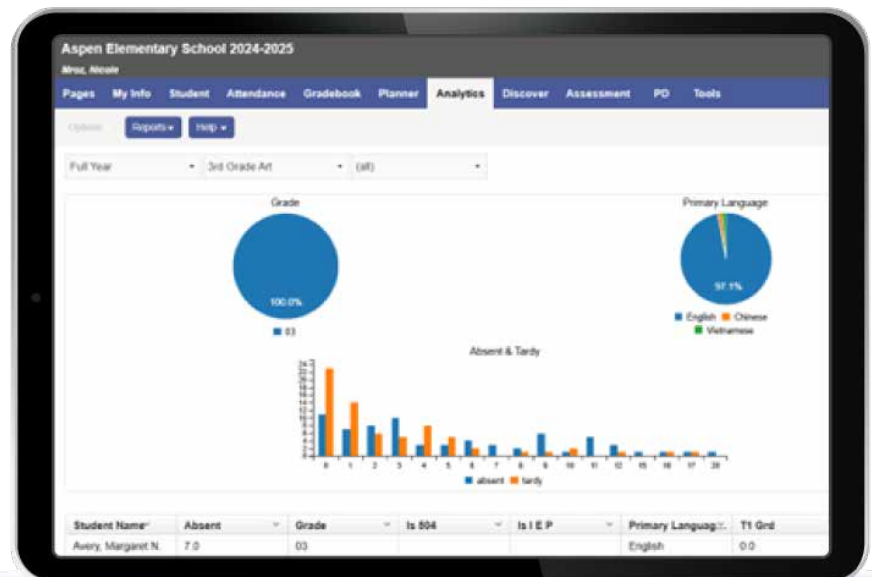 Aspen Elementary School 2024-2025
Mroz, Nicole
Pages My Info Student Attendance Gradebook Planner Analytics Discover Assessment PD Tools
Options Reports Help
Full Year 3rd Grade Art (all)
Grade
100.0%
03
Primary Language
97.1%
English Chinese
Vietnamese
Absent & Tardy
0 1 2 3 4 5 6 7 8 9 10 11 12 15 16 17 28
absent tardy
Student Name Absent Grade Is 504 Is I E P Primary Languag... T1 Grd
Avery, Margaret N. 7.0 03 English 0.0